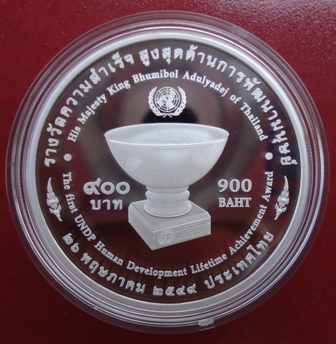 รางวัลความสำเร็จ สูงสุดด้านการพัฒนามนุษย์
His Majesty King Bhumibol Adulyadej of Thailand
๙๐๐
บาท
900
BAHT
The first UNDP Human Development Lifetime Achievement Award
๒๖ พฤษภาคม ๒๕๔๙ ประเทศไทย